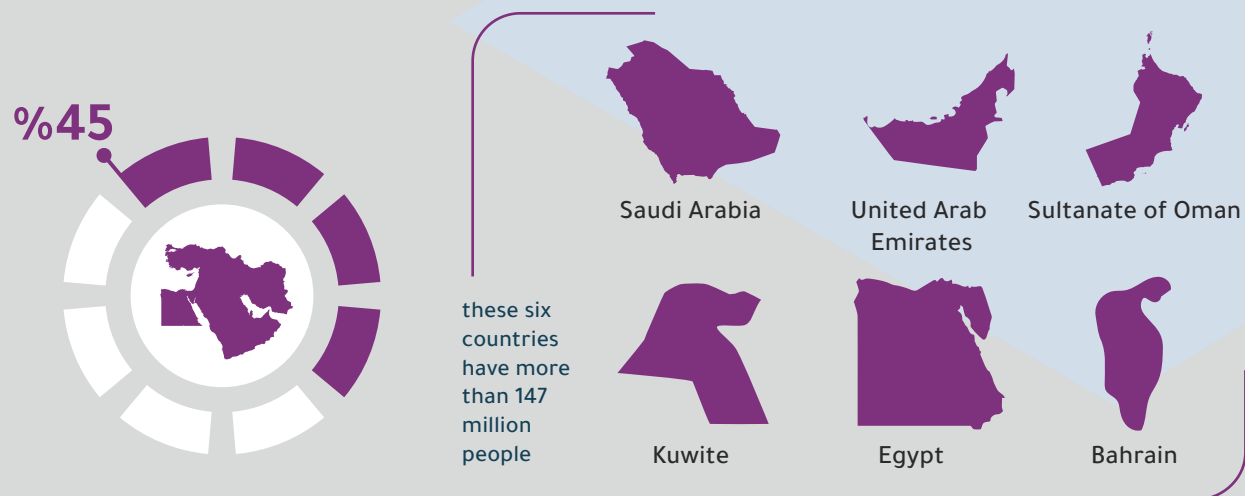 %45
Saudi Arabia
United Arab
Emirates
Sultanate of Oman
these six
countries
have more
than 147
million
people
Kuwite
Egypt
Bahrain